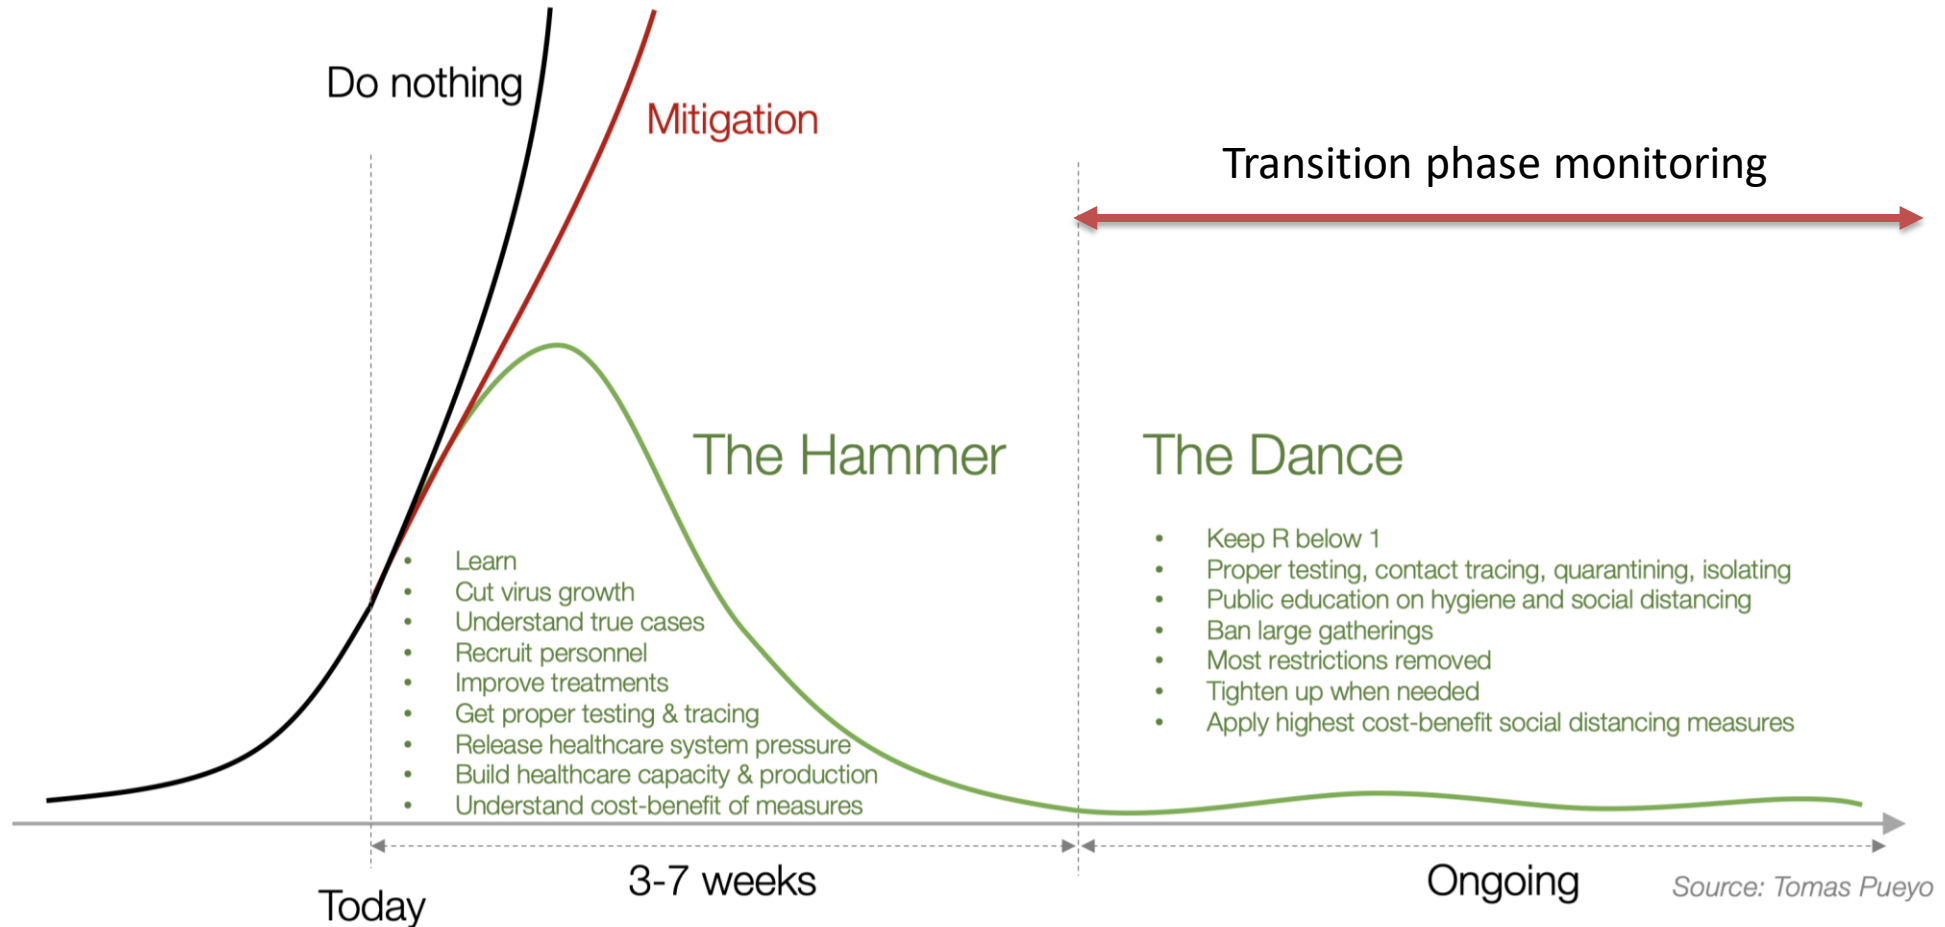 Do nothing
Mitigation
Transition phase monitoring
The Hammer
The Dance
• Learn
• Cut virus growth
• Understand true cases
• Recruit personnel
• Improve treatments
• Get proper testing & tracing
• Release healthcare system pressure
• Build healthcare capacity & production
• Understand cost-benefit of measures
• Keep R below 1
• Proper testing, contact tracing, quarantining, isolating
• Public education on hygiene and social distancing
• Ban large gatherings
• Most restrictions removed
• Tighten up when needed
• Apply highest cost-benefit social distancing measures
Today
3-7 weeks
Ongoing
Source: Tomas Pueyo